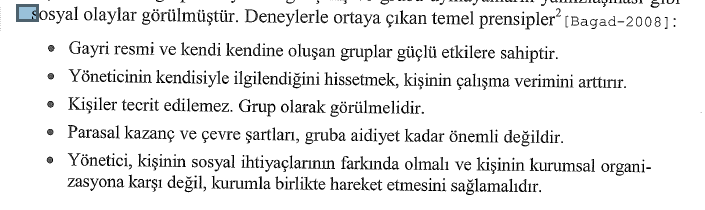 sosyal olaylar görülmüştür. Deneylerle ortaya çıkan temel prensipler² [Bagad-2008]:
• Gayri resmi ve kendi kendine oluşan gruplar güçlü etkilere sahiptir.
• Yöneticinin kendisiyle ilgilendiğini hissetmek, kişinin çalışma verimini arttırır.
• Kişiler tecrit edilemez. Grup olarak görülmelidir.
• Parasal kazanç ve çevre şartları, gruba aidiyet kadar önemli değildir.
• Yönetici, kişinin sosyal ihtiyaçlarının farkında olmalı ve kişinin kurumsal organi-
zasyona karşı değil, kurumla birlikte hareket etmesini sağlamalıdır.